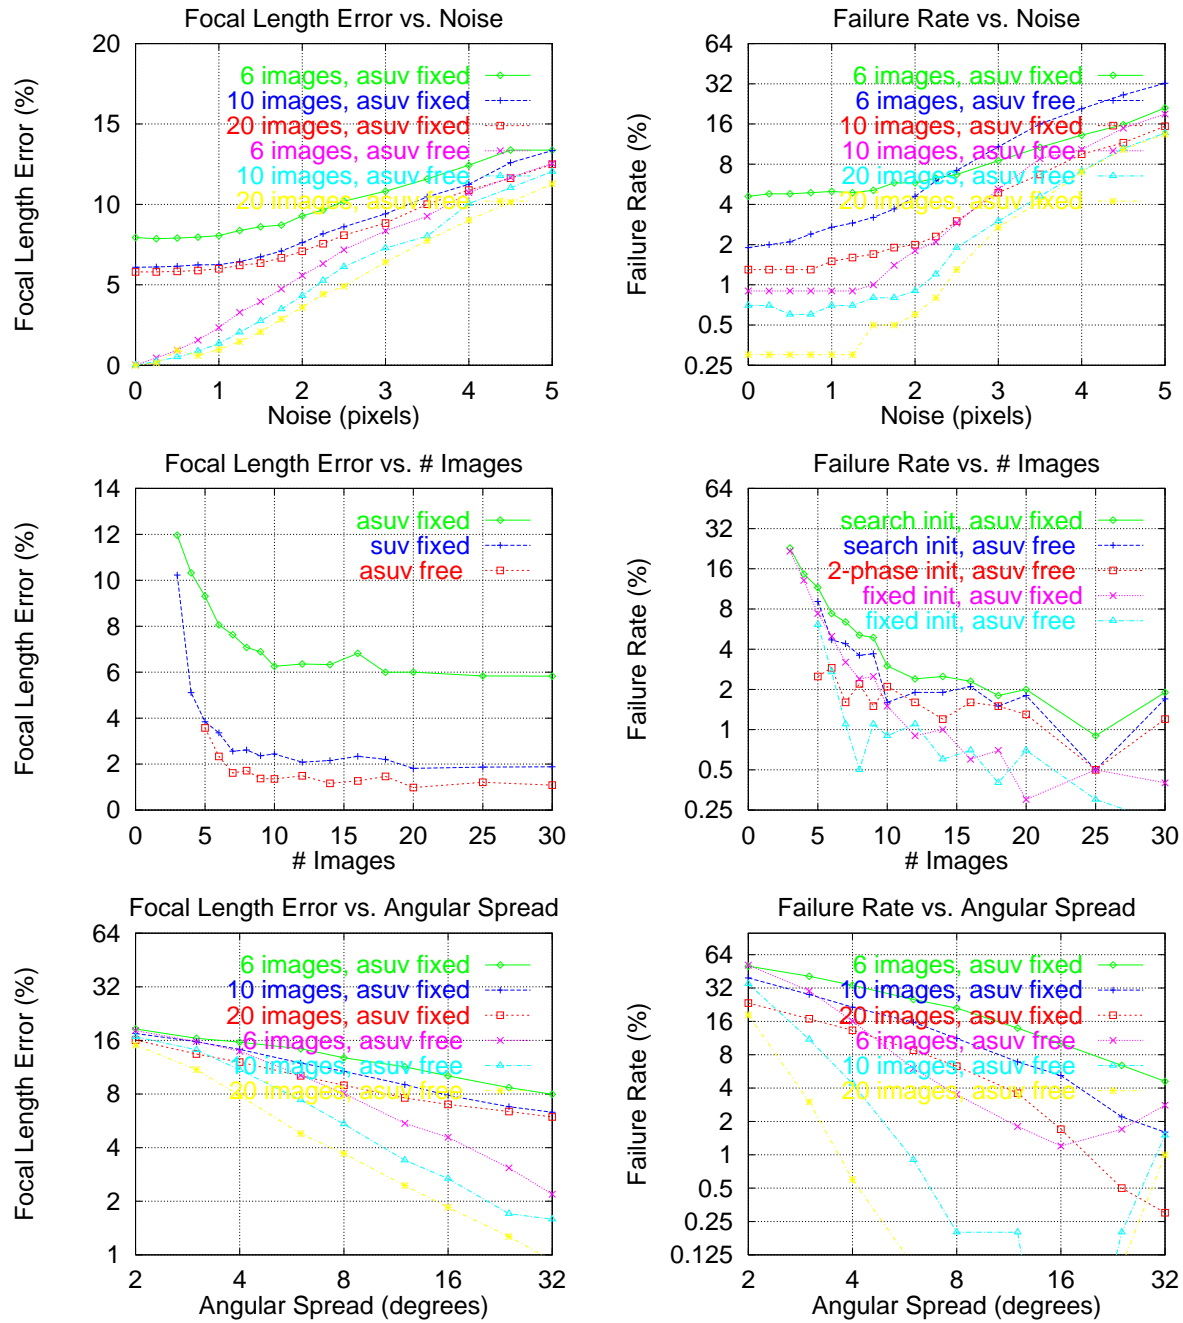 Focal Length Error vs. Noise
Focal Length Error (%)
20
15
10
5
0
6 images, asuv fixed
10 images, asuv fixed
20 images, asuv fixed
6 images, asuv free
10 images, asuv free
20 images, asuv free
0 1 2 3 4 5
Noise (pixels)
Failure Rate vs. Noise
Failure Rate (%)
64
32
16
8
4
2
1
0.5
0.25
6 images, asuv fixed
6 images, asuv free
10 images, asuv fixed
10 images, asuv free
20 images, asuv fixed
20 images, asuv free
0 1 2 3 4 5
Noise (pixels)
Focal Length Error vs. # Images
Focal Length Error (%)
14
12
10
8
6
4
2
0
asuv fixed
suv fixed
asuv free
0 5 10 15 20 25 30
# Images
Failure Rate vs. # Images
Failure Rate (%)
64
32
16
8
4
2
1
0.5
0.25
search init, asuv fixed
search init, asuv free
2-phase init, asuv free
fixed init, asuv fixed
fixed init, asuv free
0 5 10 15 20 25 30
# Images
Focal Length Error vs. Angular Spread
Focal Length Error (%)
64
32
16
8
4
2
1
6 images, asuv fixed
10 images, asuv fixed
20 images, asuv fixed
6 images, asuv free
10 images, asuv free
20 images, asuv free
2 4 8 16 32
Angular Spread (degrees)
Failure Rate vs. Angular Spread
Failure Rate (%)
64
32
16
8
4
2
1
0.5
0.25
0.125
6 images, asuv fixed
10 images, asuv fixed
20 images, asuv fixed
6 images, asuv free
10 images, asuv free
20 images, asuv free
2 4 8 16 32
Angular Spread (degrees)